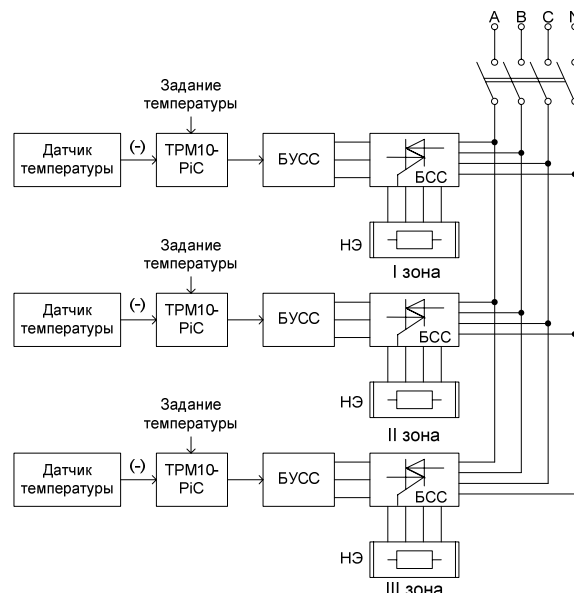 A B C N
Задание
температуры
Датчик
температуры
(-)
ТРМ10-
PiC
БУСС
БСС
НЭ
I зона
Задание
температуры
Датчик
температуры
(-)
ТРМ10-
PiC
БУСС
БСС
НЭ
II зона
Задание
температуры
Датчик
температуры
(-)
ТРМ10-
PiC
БУСС
БСС
НЭ
III зона